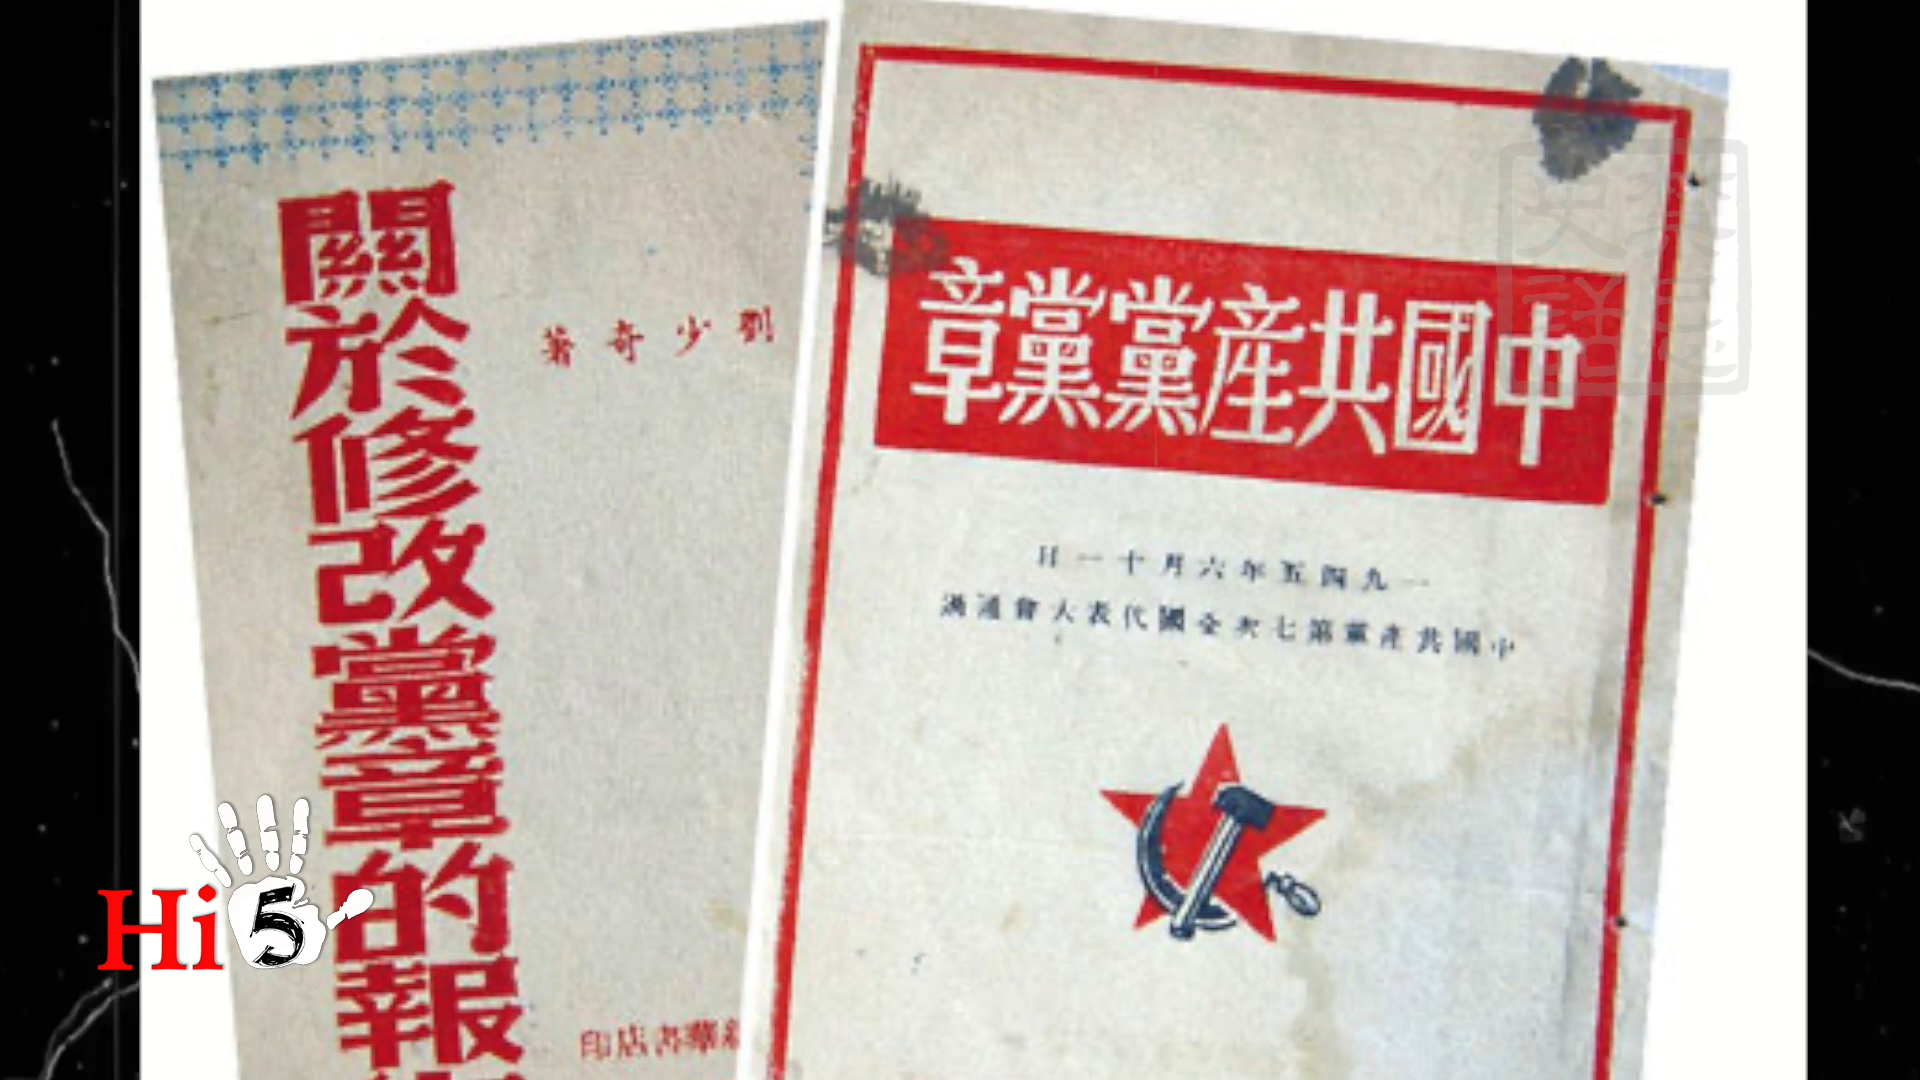 中國共產黨黨章
一九四五年六月十一日
中國共產黨第七次全國代表大會通過
劉少奇著
關於修改黨章的報
華書店印
Hi5